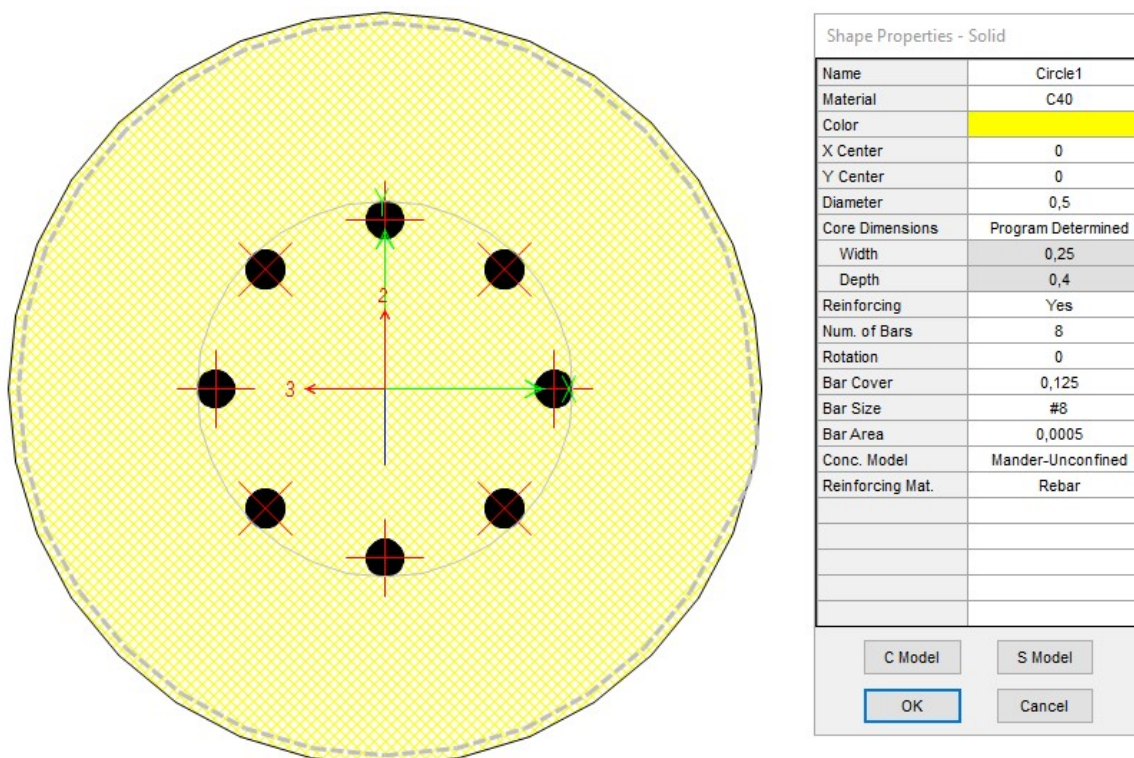 Y
2
3
X
Shape Properties - Solid
Name Circle1
Material C40
Color
X Center 0
Y Center 0
Diameter 0,5
Core Dimensions Program Determined
Width 0,25
Depth 0,4
Reinforcing Yes
Num. of Bars 8
Rotation 0
Bar Cover 0,125
Bar Size #8
Bar Area 0,0005
Conc. Model Mander-Unconfined
Reinforcing Mat. Rebar
C Model S Model
OK Cancel